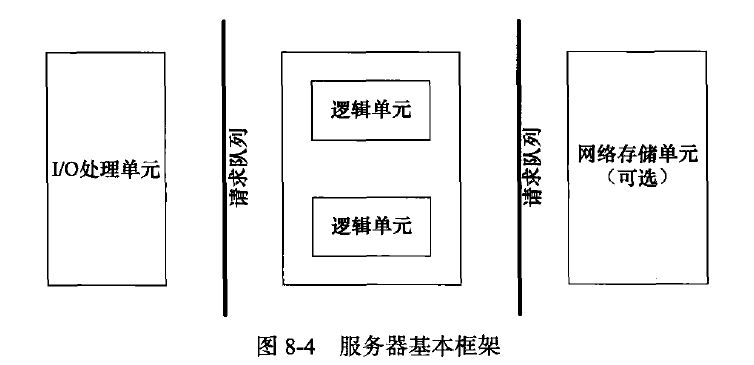 I/O处理单元
请求队列
逻辑单元
逻辑单元
请求队列
网络存储单元
（可选）
图 8-4 服务器基本框架